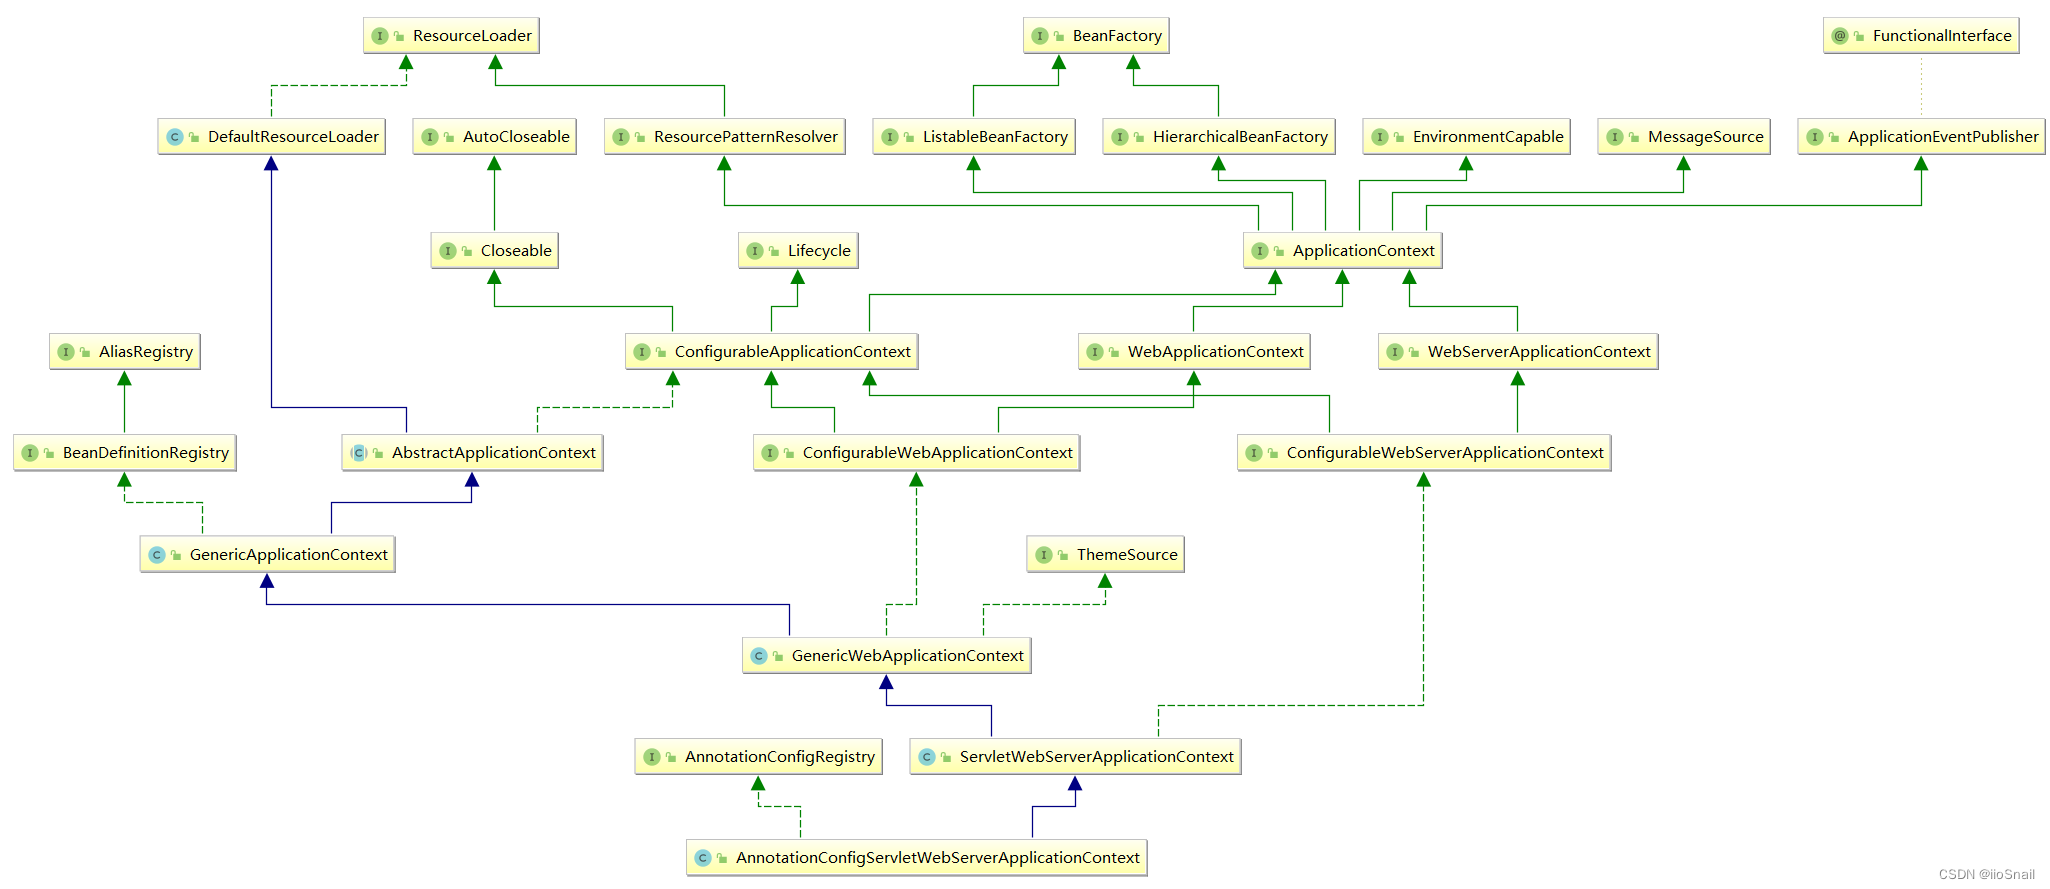 ResourceLoader
BeanFactory
FunctionalInterface
DefaultResourceLoader
AutoCloseable
ResourcePatternResolver
ListableBeanFactory
HierarchicalBeanFactory
EnvironmentCapable
MessageSource
ApplicationEventPublisher
Closeable
Lifecycle
ApplicationContext
AliasRegistry
ConfigurableApplicationContext
WebApplicationContext
WebServerApplicationContext
BeanDefinitionRegistry
AbstractApplicationContext
ConfigurableWebApplicationContext
ConfigurableWebServerApplicationContext
GenericApplicationContext
ThemeSource
GenericWebApplicationContext
AnnotationConfigRegistry
ServletWebServerApplicationContext
AnnotationConfigServletWebServerApplicationContext
CSDN @iioSnail